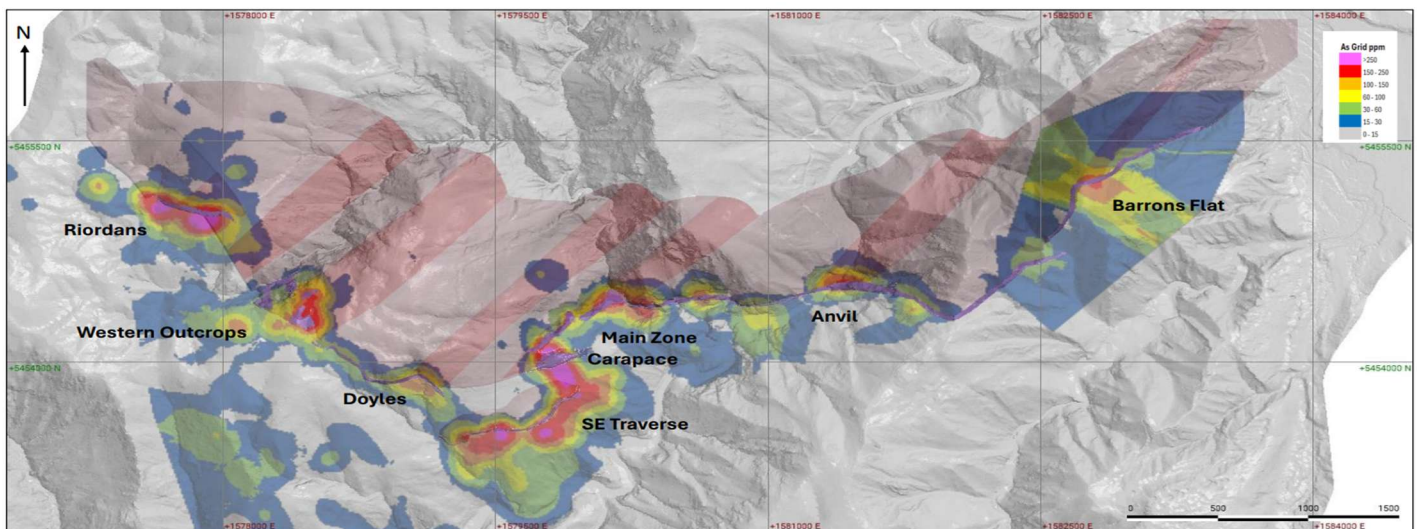 +1578000 E
+1579500 E
+1581000 E
+1582500 E
+1584000 E
N
As Grid ppm
>250
150 - 250
100 - 150
60 - 100
30 - 60
15 - 30
0 - 15
+5455500 N
+5455500 N
Riordans
Barrons Flat
Western Outcrops
Anvil
Main Zone
Carapace
+5454000 N
+5454000 N
Doyles
SE Traverse
0
500
1000
1500
+1578000 E
+1579500 E
+1581000 E
+1582500 E
+1584000 E